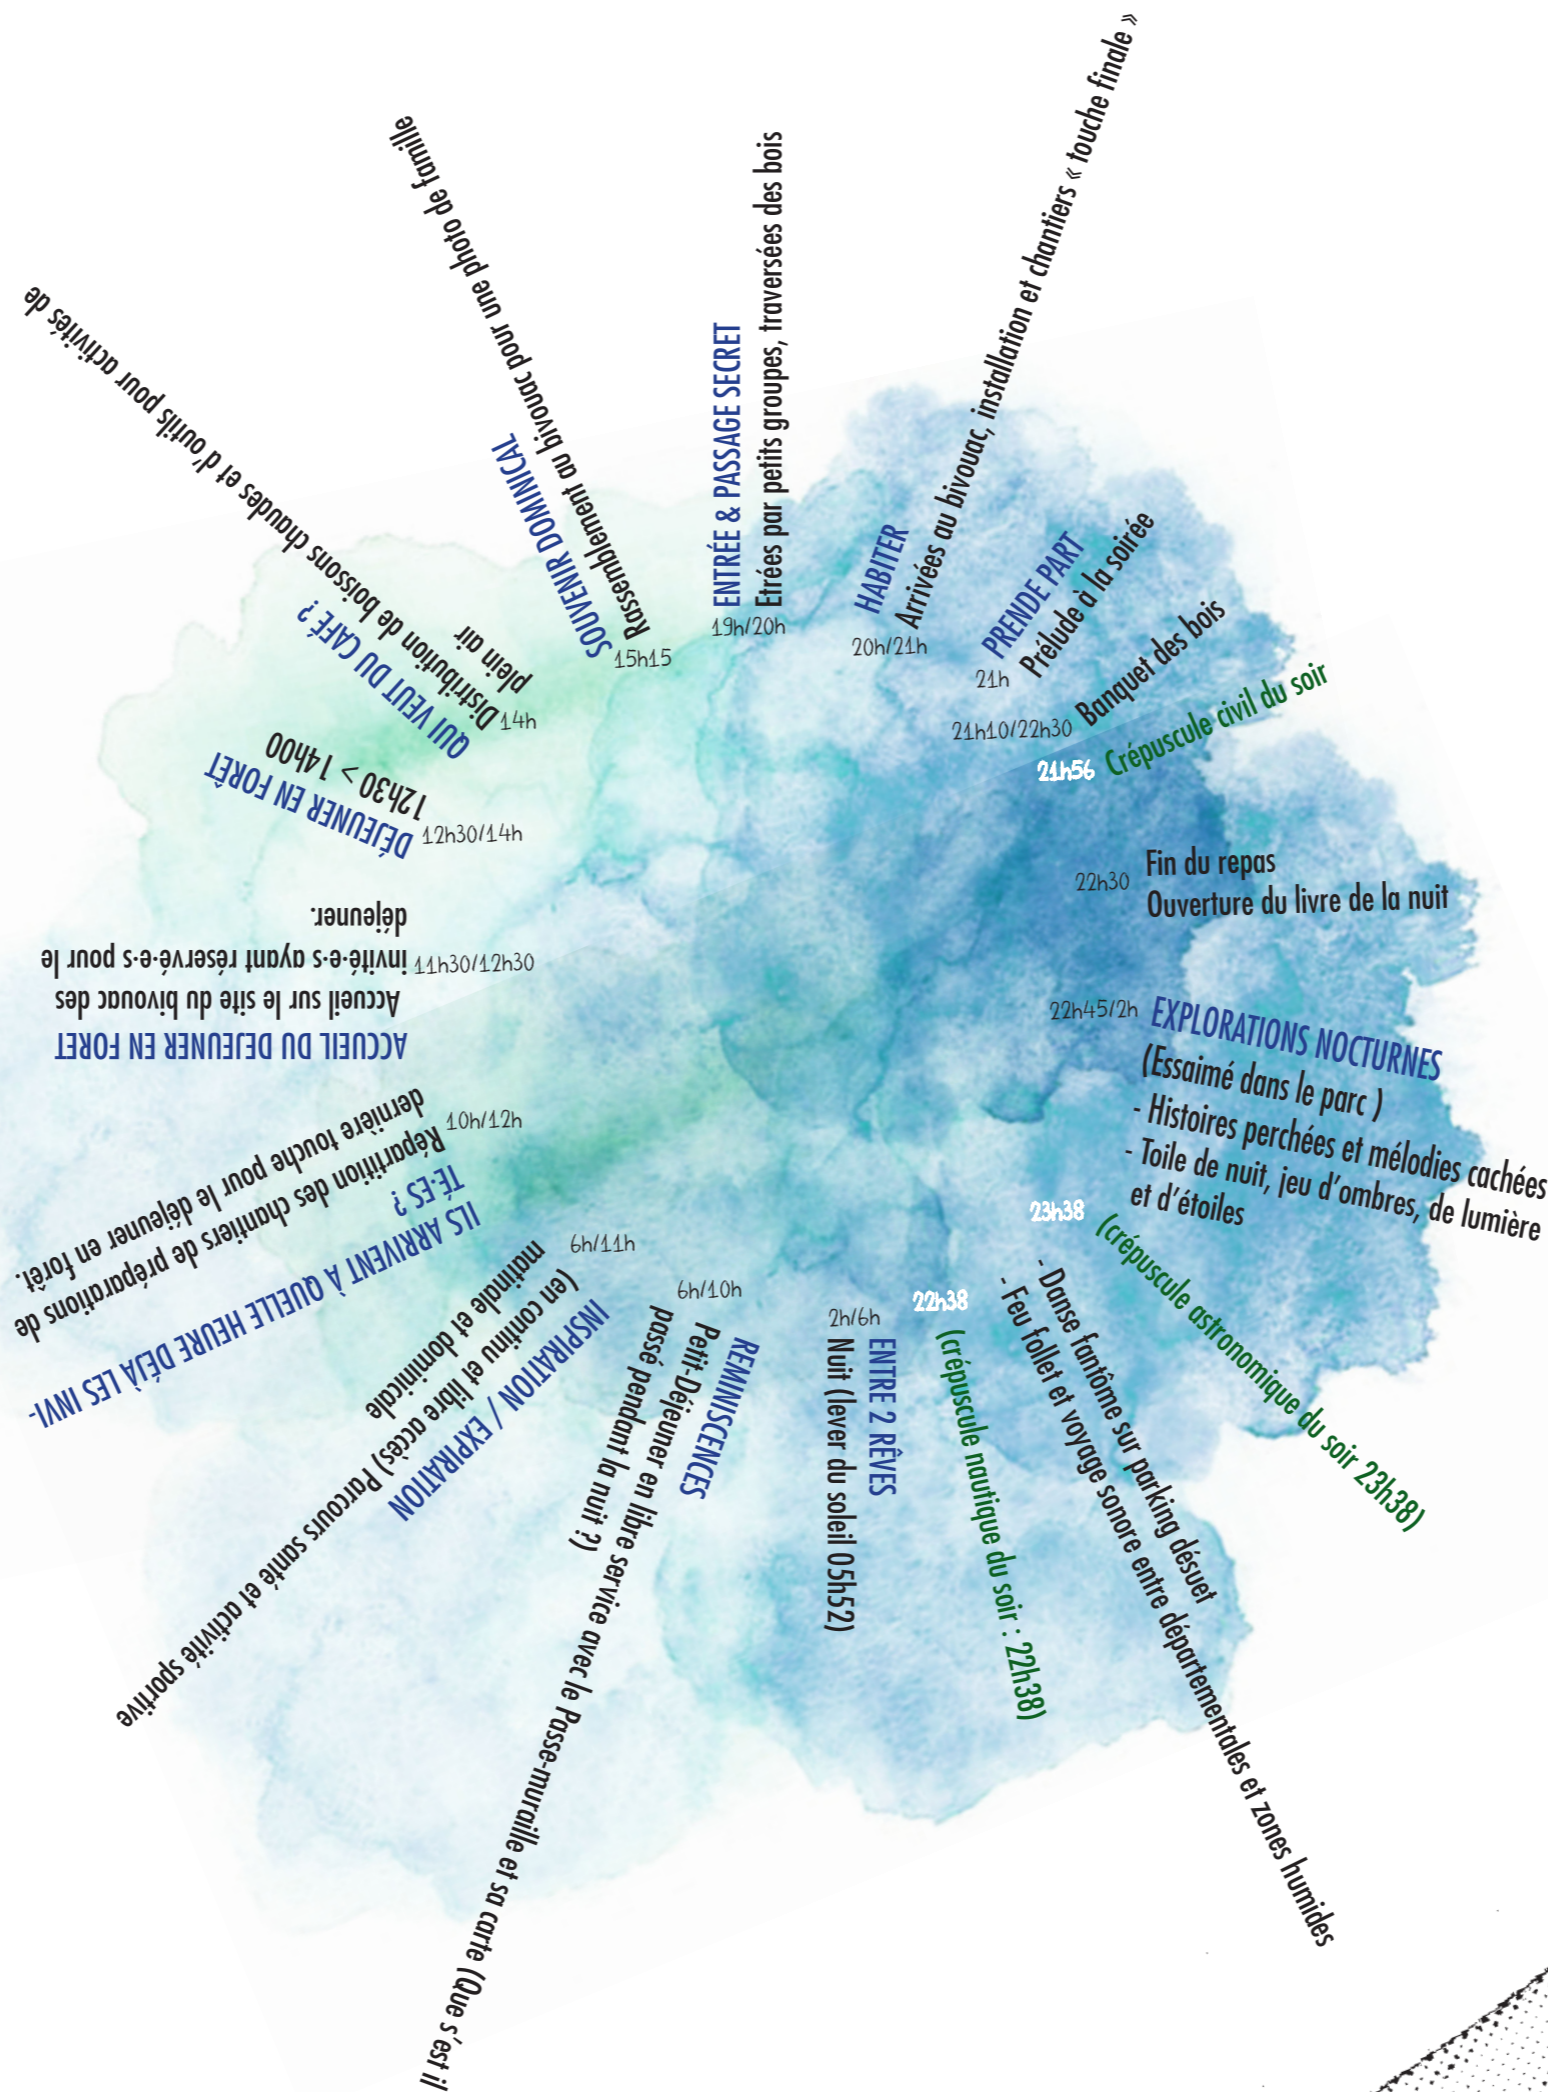 ENTRÉE & PASSAGE SECRET
Etrées par petits groupes, traversées des bois
19h/20h
HABITER
Arrivées au bivouac, installation et chantiers « touche finale »
20h/21h
PRENDE PART
Prélude à la soirée
21h
21h10/22h30
Banquet des bois
21h56
Crépuscule civil du soir
22h30
Fin du repas
Ouverture du livre de la nuit
22h45/2h
EXPLORATIONS NOCTURNES
(Essaimé dans le parc )
- Histoires perchées et mélodies cachées
- Toile de nuit, jeu d’ombres, de lumière
et d’étoiles
23h38
(crépuscule astronomique du soir 23h38)
- Danse fantôme sur parking désuet
- Feu follet et voyage sonore entre départementales et zones humides
22h38
(crépuscule nautique du soir : 22h38)
2h/6h
ENTRE 2 RÊVES
Nuit (lever du soleil 05h52)
6h/10h
REMINISCENCES
Petit-Déjeuner en libre service avec le Passe-muraille et sa carte (Que s’est il
passé pendant la nuit ?)
6h/11h
INSPIRATION / EXPIRATION
(en continu et libre accès) Parcours santé et activité sportive
matinale et dominicale
10h/12h
ILS ARRIVENT À QUELLE HEURE DÉJÀ LES INVI-
TÉ·ES ?
Répartition des chantiers de préparations de
dernière touche pour le déjeuner en forêt.
11h30/12h30
ACCUEIL DU DEJEUNER EN FORET
Accueil sur le site du bivouac des
invité·e·s ayant réservé·e·s pour le
déjeuner.
12h30/14h
DÉJEUNER EN FORÊT
12h30 > 14h00
14h
QUI VEUT DU CAFÉ ?
Distribution de boissons chaudes et d’outils pour activités de
plein air
15h15
SOUVENIR DOMINICAL
Rassemblement au bivouac pour une photo de famille